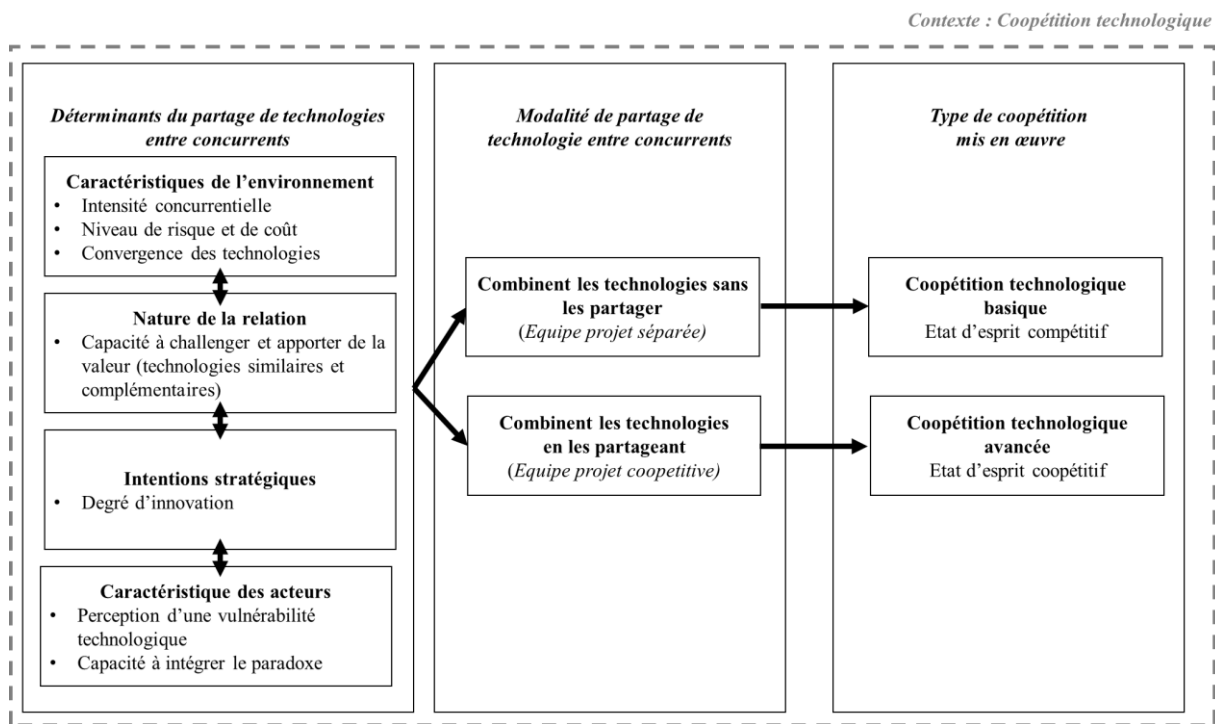 Contexte : Coopétition technologique
Déterminants du partage de technologies
entre concurrents
Caractéristiques de l'environnement
• Intensité concurrentielle
• Niveau de risque et de coût
• Convergence des technologies
Nature de la relation
• Capacité à challenger et apporter de la
valeur (technologies similaires et
complémentaires)
Intentions stratégiques
• Degré d'innovation
Caractéristique des acteurs
• Perception d'une vulnérabilité
technologique
• Capacité à intégrer le paradoxe
Modalité de partage de
technologie entre concurrents
Combinent les technologies sans
les partager
(Equipe projet séparée)
Combinent les technologies
en les partageant
(Equipe projet coopetitive)
Type de coopétition
mis en œuvre
Coopétition technologique
basique
Etat d'esprit compétitif
Coopétition technologique
avancée
Etat d'esprit coopétitif